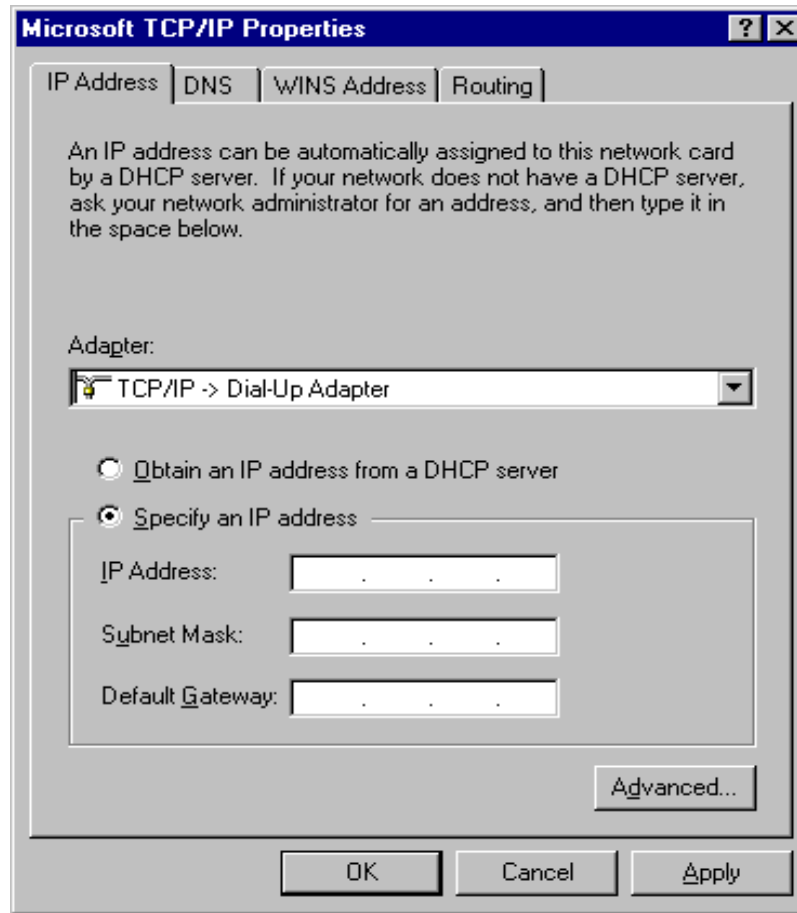 Microsoft TCP/IP Properties
IP Address DNS WINS Address Routing
An IP address can be automatically assigned to this network card
by a DHCP server.  If your network does not have a DHCP server,
ask your network administrator for an address, and then type it in
the space below.
Adapter:
TCP/IP -> Dial-Up Adapter
Obtain an IP address from a DHCP server
Specify an IP address
IP Address: . . .
Subnet Mask: . . .
Default Gateway: . . .
Advanced...
OK Cancel Apply